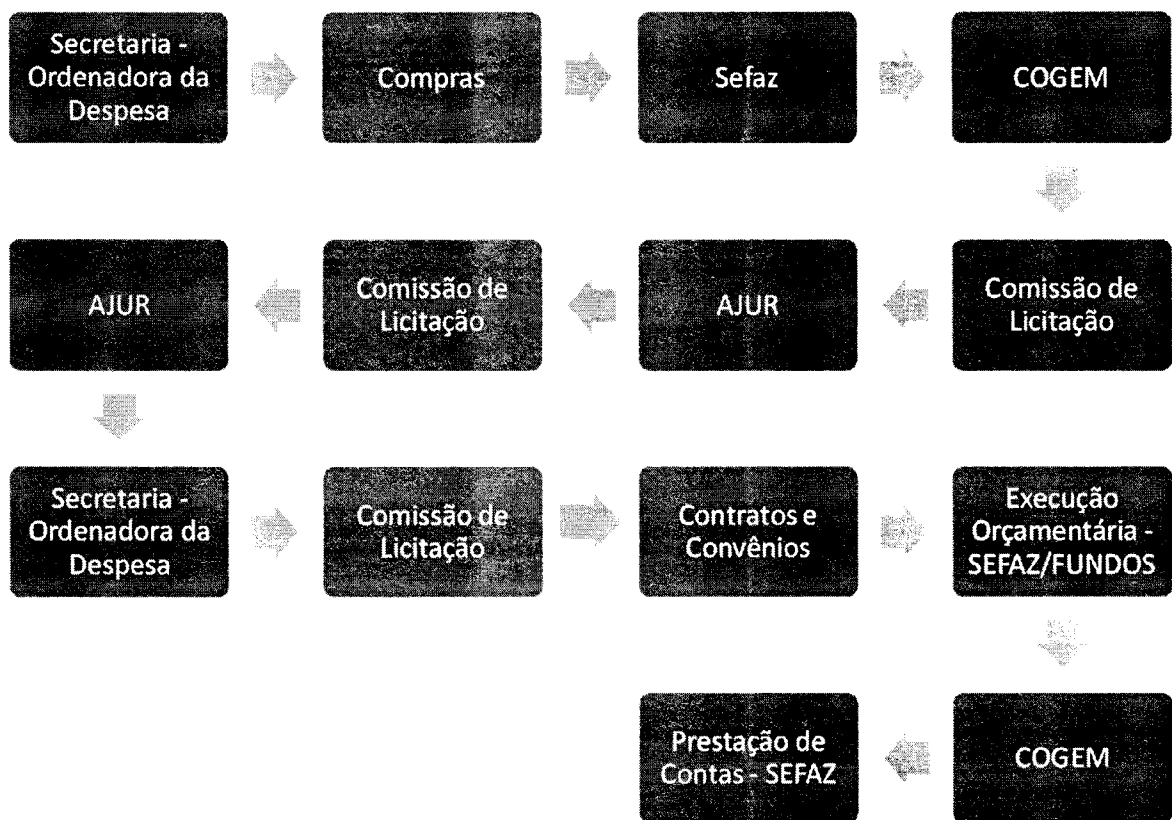 Secretaria -
Ordenadora da
Despesa
Compras
Sefaz
COGEM
Comissão de
Licitação
AJUR
Comissão de
Licitação
AJUR
Secretaria -
Ordenadora da
Despesa
Comissão de
Licitação
Contratos e
Convênios
Execução
Orçamentária -
SEFAZ/FUNDOS
COGEM
Prestação de
Contas - SEFAZ